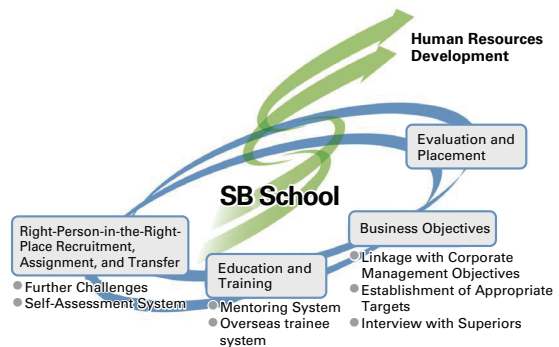 Human Resources
Development
Evaluation and
Placement
SB School
Right-Person-in-the-Right-
Place Recruitment,
Assignment, and Transfer
● Further Challenges
● Self-Assessment System
Education and
Training
● Mentoring System
● Overseas trainee
system
Business Objectives
● Linkage with Corporate
Management Objectives
● Establishment of Appropriate
Targets
● Interview with Superiors